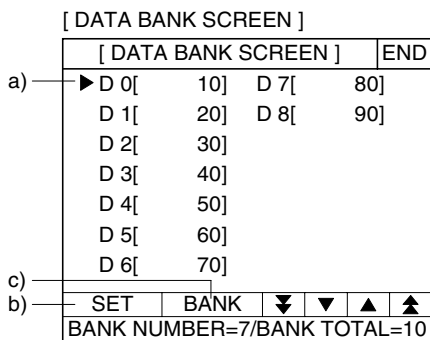 [ DATA BANK SCREEN ]
[ DATA BANK SCREEN ] END
a) D 0[ 10] D 7[ 80]
D 1[ 20] D 8[ 90]
D 2[ 30]
D 3[ 40]
D 4[ 50]
D 5[ 60]
D 6[ 70]
c)
b) SET BANK
BANK NUMBER=7/BANK TOTAL=10